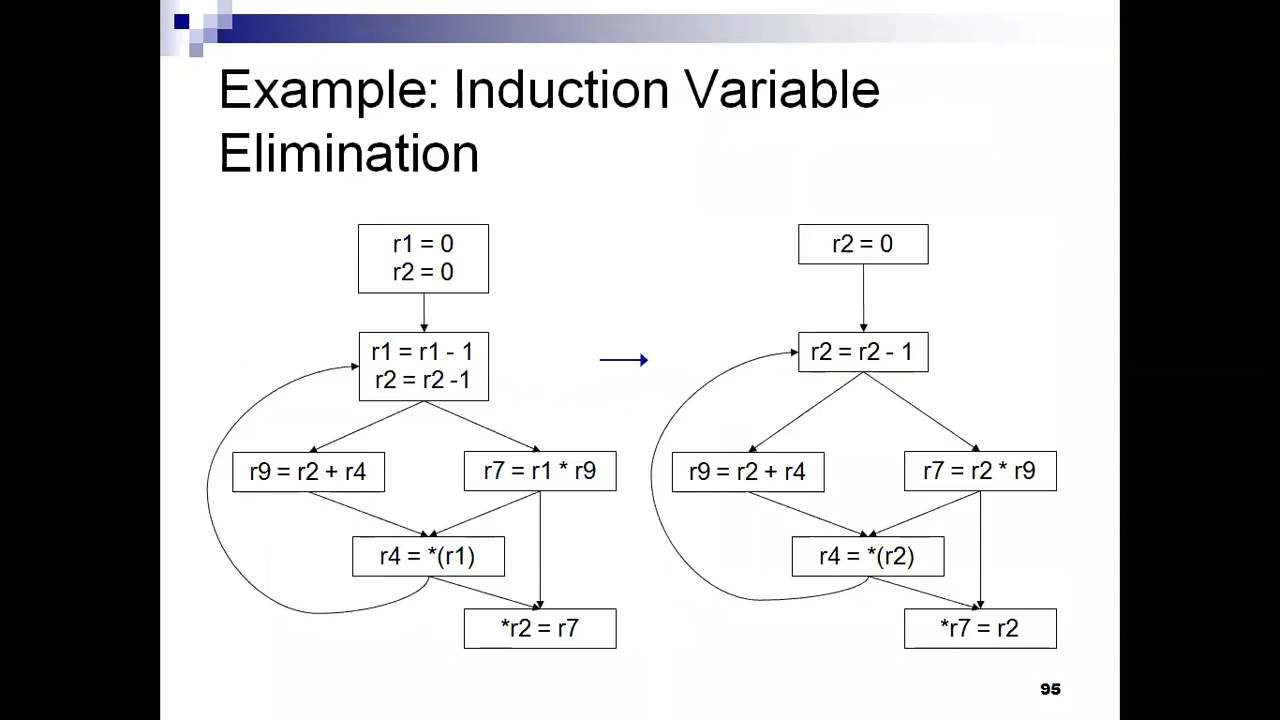 Example: Induction Variable
Elimination
r1 = 0
r2 = 0
r1 = r1 - 1
r2 = r2 -1
r9 = r2 + r4
r7 = r1 * r9
r4 = *(r1)
*r2 = r7
r2 = 0
r2 = r2 - 1
r9 = r2 + r4
r7 = r2 * r9
r4 = *(r2)
*r7 = r2
95